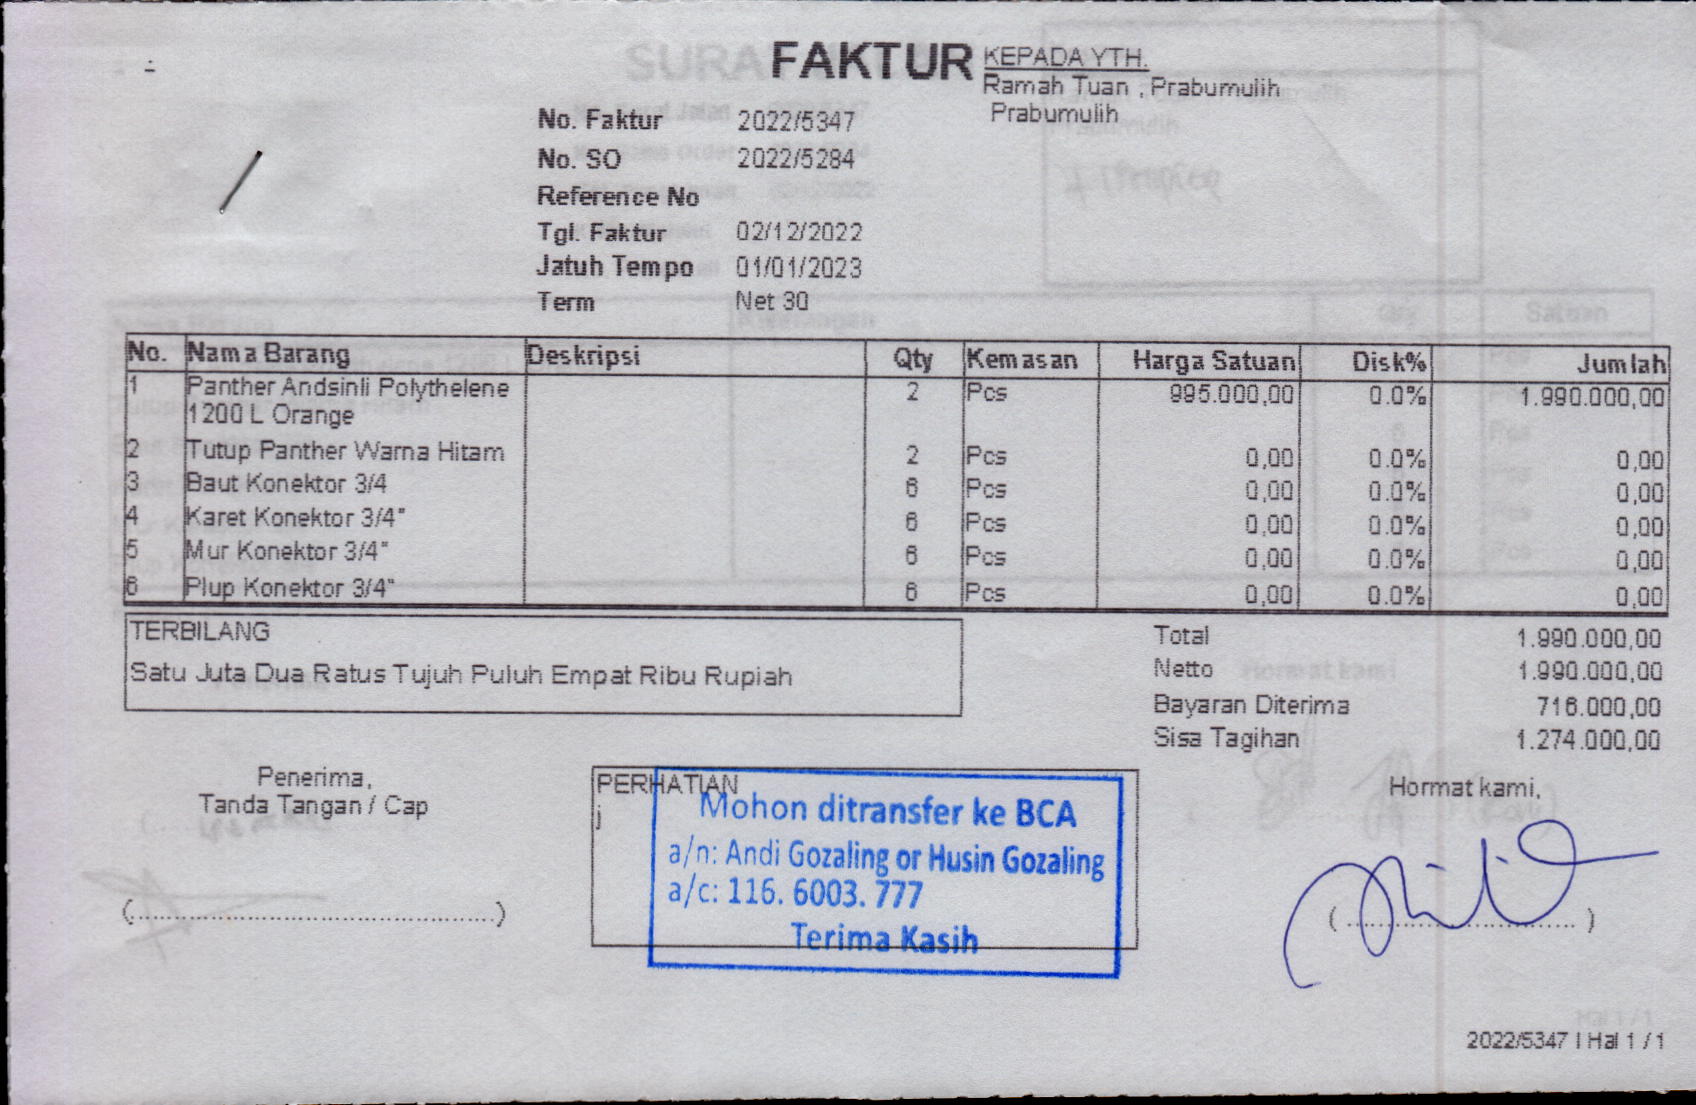 FAKTUR
KEPADA YTH.
Ramah Tuan , Prabumulih
Prabumulih
No. Faktur 2022/5347
No. SO 2022/5284
Reference No
Tgl. Faktur 02/12/2022
Jatuh Tempo 01/01/2023
Term Net 30
No. Nama Barang Deskripsi Qty Kemasan Harga Satuan Disk% Jumlah
1 Panther Andsinli Polythelene 2 Pcs 995.000,00 0.0% 1.990.000,00
1200 L Orange
2 Tutup Panther Warna Hitam 2 Pcs 0,00 0.0% 0,00
3 Baut Konektor 3/4 6 Pcs 0,00 0.0% 0,00
4 Karet Konektor 3/4" 6 Pcs 0,00 0.0% 0,00
5 Mur Konektor 3/4" 6 Pcs 0,00 0.0% 0,00
6 Plup Konektor 3/4" 6 Pcs 0,00 0.0% 0,00
TERBILANG
Satu Juta Dua Ratus Tujuh Puluh Empat Ribu Rupiah
Total 1.990.000,00
Netto 1.990.000,00
Bayaran Diterima 716.000,00
Sisa Tagihan 1.274.000,00
Penerima,
Tanda Tangan / Cap
(..........................................)
PERHATIAN
j
Mohon ditransfer ke BCA
a/n: Andi Gozaling or Husin Gozaling
a/c: 116. 6003. 777
Terima Kasih
Hormat kami,
(..........................)
2022/5347 | Hal 1 / 1